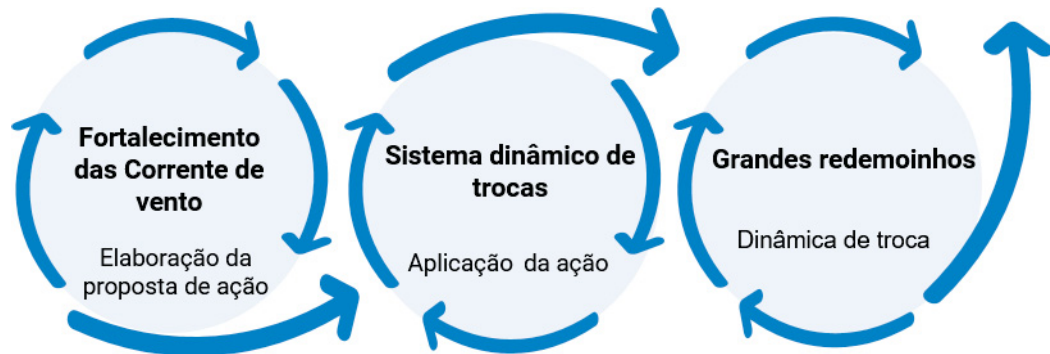 Fortalecimento
das Corrente de
vento
Elaboração da
proposta de ação
Sistema dinâmico de
trocas
Aplicação da ação
Grandes redemoinhos
Dinâmica de troca